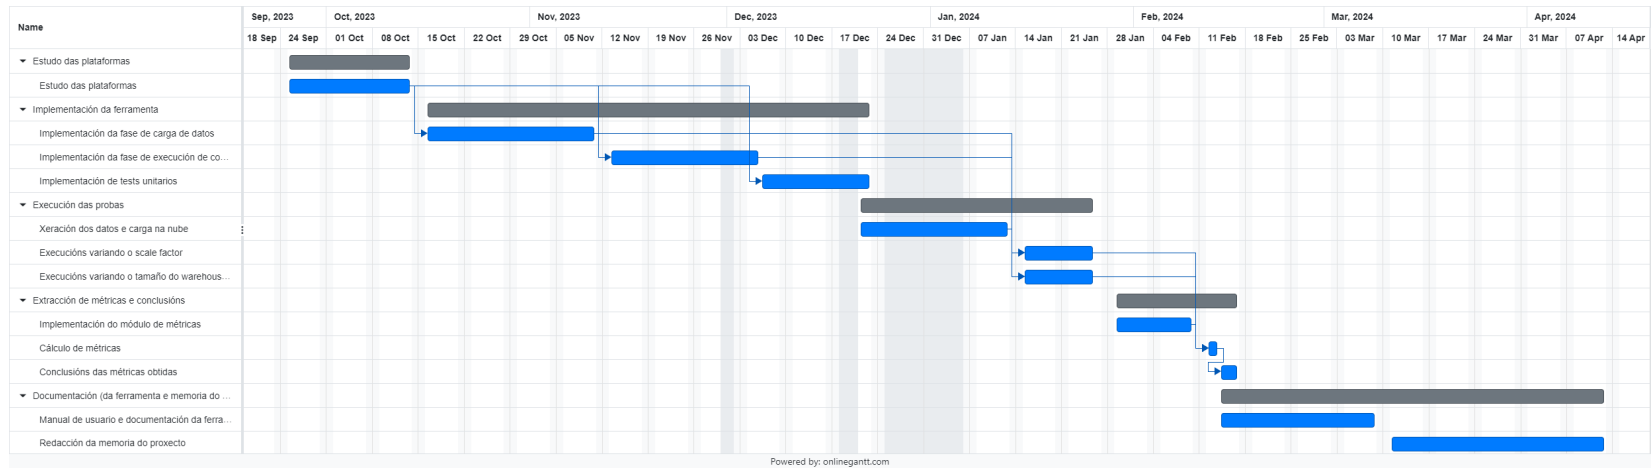 Name
Sep, 2023 Oct, 2023 Nov, 2023 Dec, 2023 Jan, 2024 Feb, 2024 Mar, 2024 Apr, 2024
18 Sep 24 Sep 01 Oct 08 Oct 15 Oct 22 Oct 29 Oct 05 Nov 12 Nov 19 Nov 26 Nov 03 Dec 10 Dec 17 Dec 24 Dec 31 Dec 07 Jan 14 Jan 21 Jan 28 Jan 04 Feb 11 Feb 18 Feb 25 Feb 03 Mar 10 Mar 17 Mar 24 Mar 31 Mar 07 Apr 14 Apr
Estudo das plataformas
Estudo das plataformas
Implementación da ferramenta
Implementación da fase de carga de datos
Implementación da fase de execución de co...
Implementación de tests unitarios
Execución das probas
Xeración dos datos e carga na nube
Execucións variando o scale factor
Execucións variando o tamaño do warehous...
Extracción de métricas e conclusións
Implementación do módulo de métricas
Cálculo de métricas
Conclusións das métricas obtidas
Documentación (da ferramenta e memoria do ...
Manual de usuario e documentación da ferra...
Redacción da memoria do proxecto
Powered by: onlinegantt.com